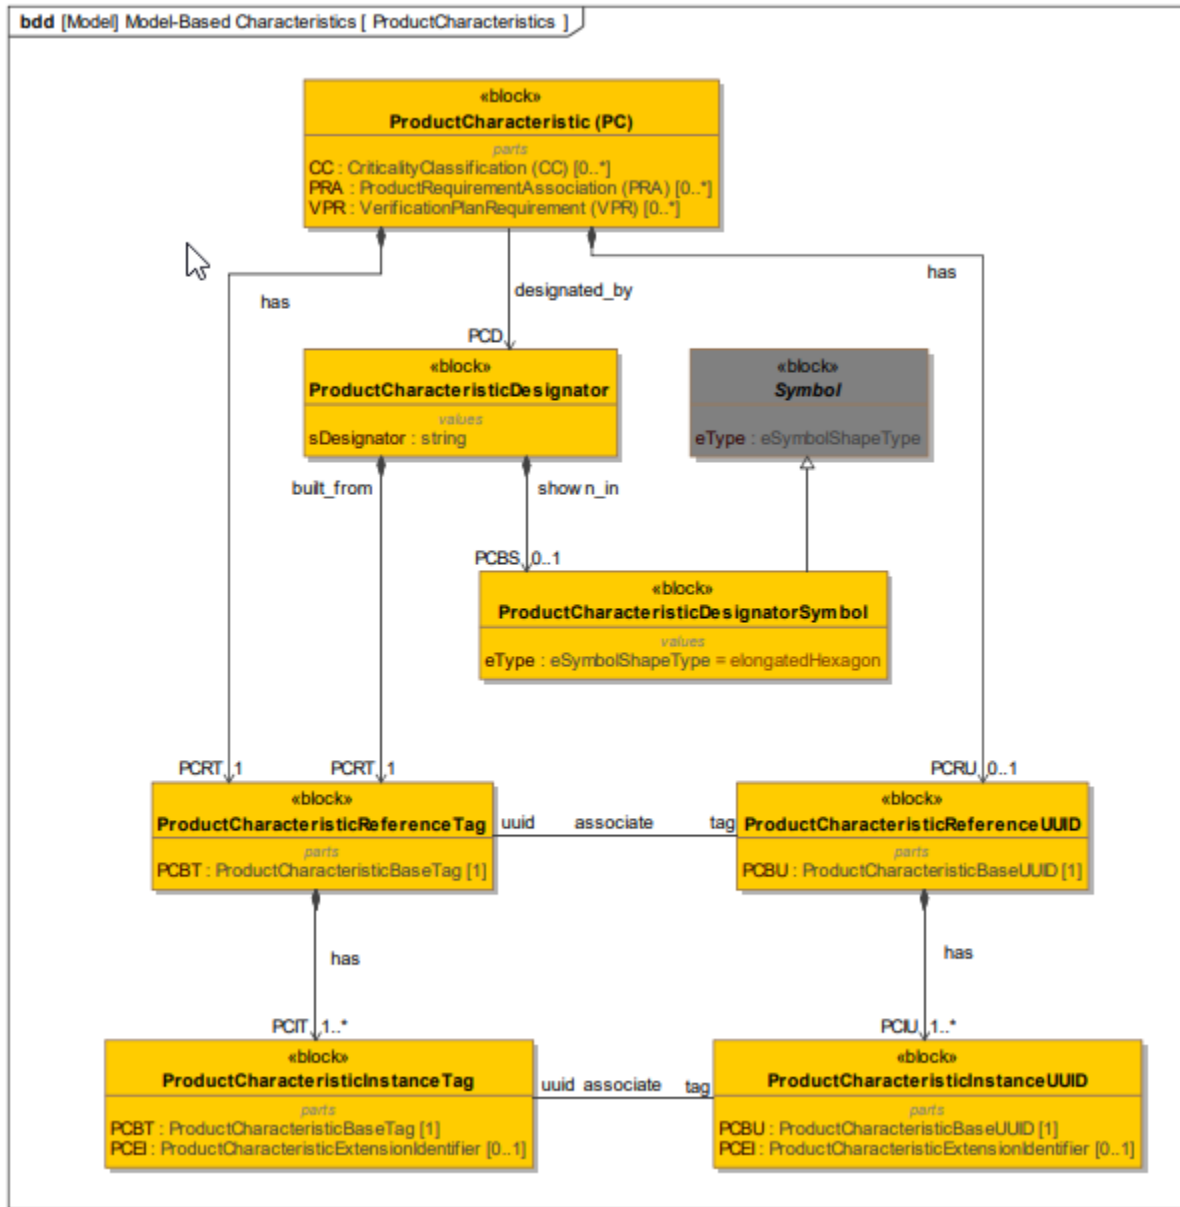 bdd [Model] Model-Based Characteristics [ ProductCharacteristics ]
«block»
ProductCharacteristic (PC)
parts
CC : CriticalityClassification (CC) [0..*]
PRA : ProductRequirementAssociation (PRA) [0..*]
VPR : VerificationPlanRequirement (VPR) [0..*]
has
designated_by
has
PCD
«block»
ProductCharacteristicDesignator
values
sDesignator : string
«block»
Symbol
eType : eSymbolShapeType
built_from
shown_in
PCBS 0..1
«block»
ProductCharacteristicDesignatorSymbol
values
eType : eSymbolShapeType = elongatedHexagon
PCRT 1
PCRT 1
PCRU 0..1
«block»
ProductCharacteristicReferenceTag
parts
PCBT : ProductCharacteristicBaseTag [1]
uuid associate tag
«block»
ProductCharacteristicReferenceUUID
parts
PCBU : ProductCharacteristicBaseUUID [1]
has
has
PCIT 1..*
PCIU 1..*
«block»
ProductCharacteristicInstanceTag
parts
PCBT : ProductCharacteristicBaseTag [1]
PCEI : ProductCharacteristicExtensionIdentifier [0..1]
uuid associate tag
«block»
ProductCharacteristicInstanceUUID
parts
PCBU : ProductCharacteristicBaseUUID [1]
PCEI : ProductCharacteristicExtensionIdentifier [0..1]